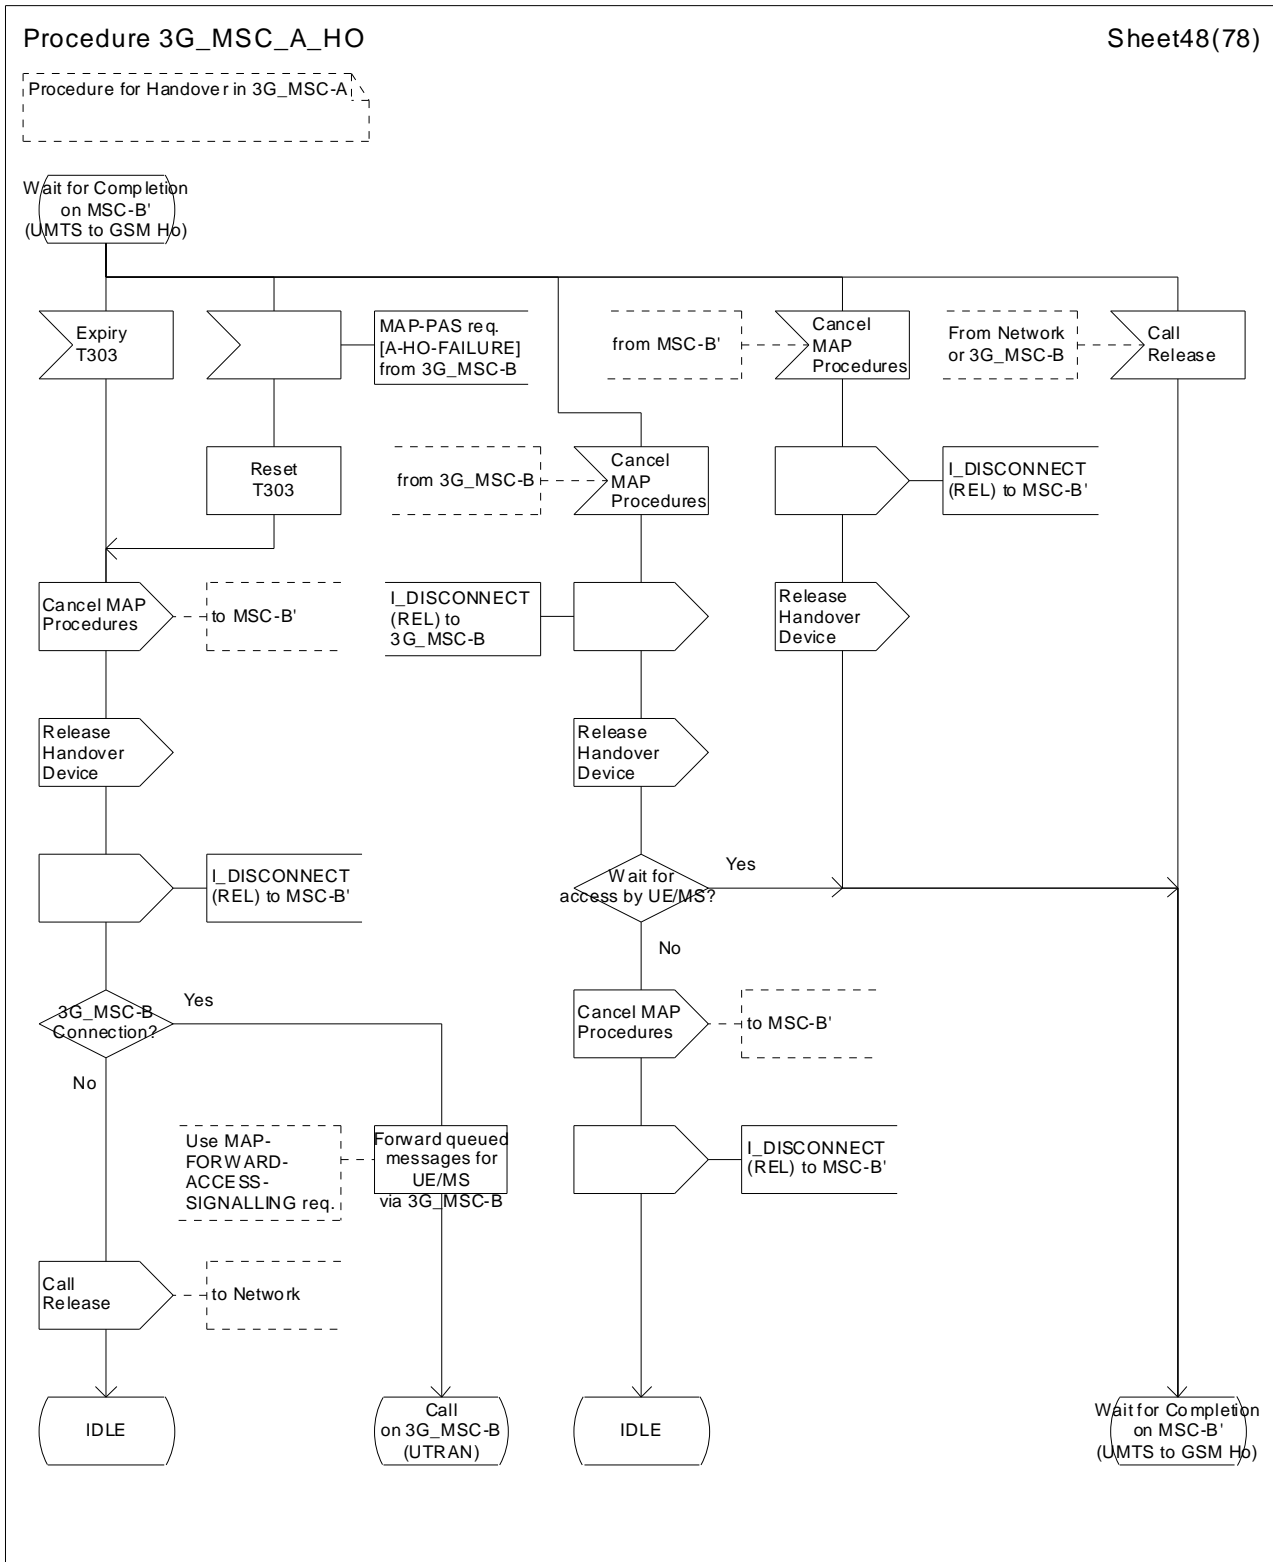 Procedure 3G_MSC_A_HO
Sheet48(78)
Procedure for Handover in 3G_MSC-A
Wait for Completion
on MSC-B'
(UMTS to GSM Ho)
Expiry
T303
MAP-PAS req.
[A-HO-FAILURE]
from 3G_MSC-B
from MSC-B'
Cancel
MAP
Procedures
From Network
or 3G_MSC-B
Call
Release
Reset
T303
from 3G_MSC-B
Cancel
MAP
Procedures
I_DISCONNECT
(REL) to MSC-B'
Cancel MAP
Procedures
to MSC-B'
I_DISCONNECT
(REL) to
3G_MSC-B
Release
Handover
Device
Release
Handover
Device
Release
Handover
Device
I_DISCONNECT
(REL) to MSC-B'
Wait for
access by UE/MS?
Yes
No
3G_MSC-B
Connection?
Yes
No
Cancel MAP
Procedures
to MSC-B'
Use MAP-
FORWARD-
ACCESS-
SIGNALLING req.
Forward queued
messages for
UE/MS
via 3G_MSC-B
I_DISCONNECT
(REL) to MSC-B'
Call
Release
to Network
IDLE
Call
on 3G_MSC-B
(UTRAN)
IDLE
Wait for Completion
on MSC-B'
(UMTS to GSM Ho)